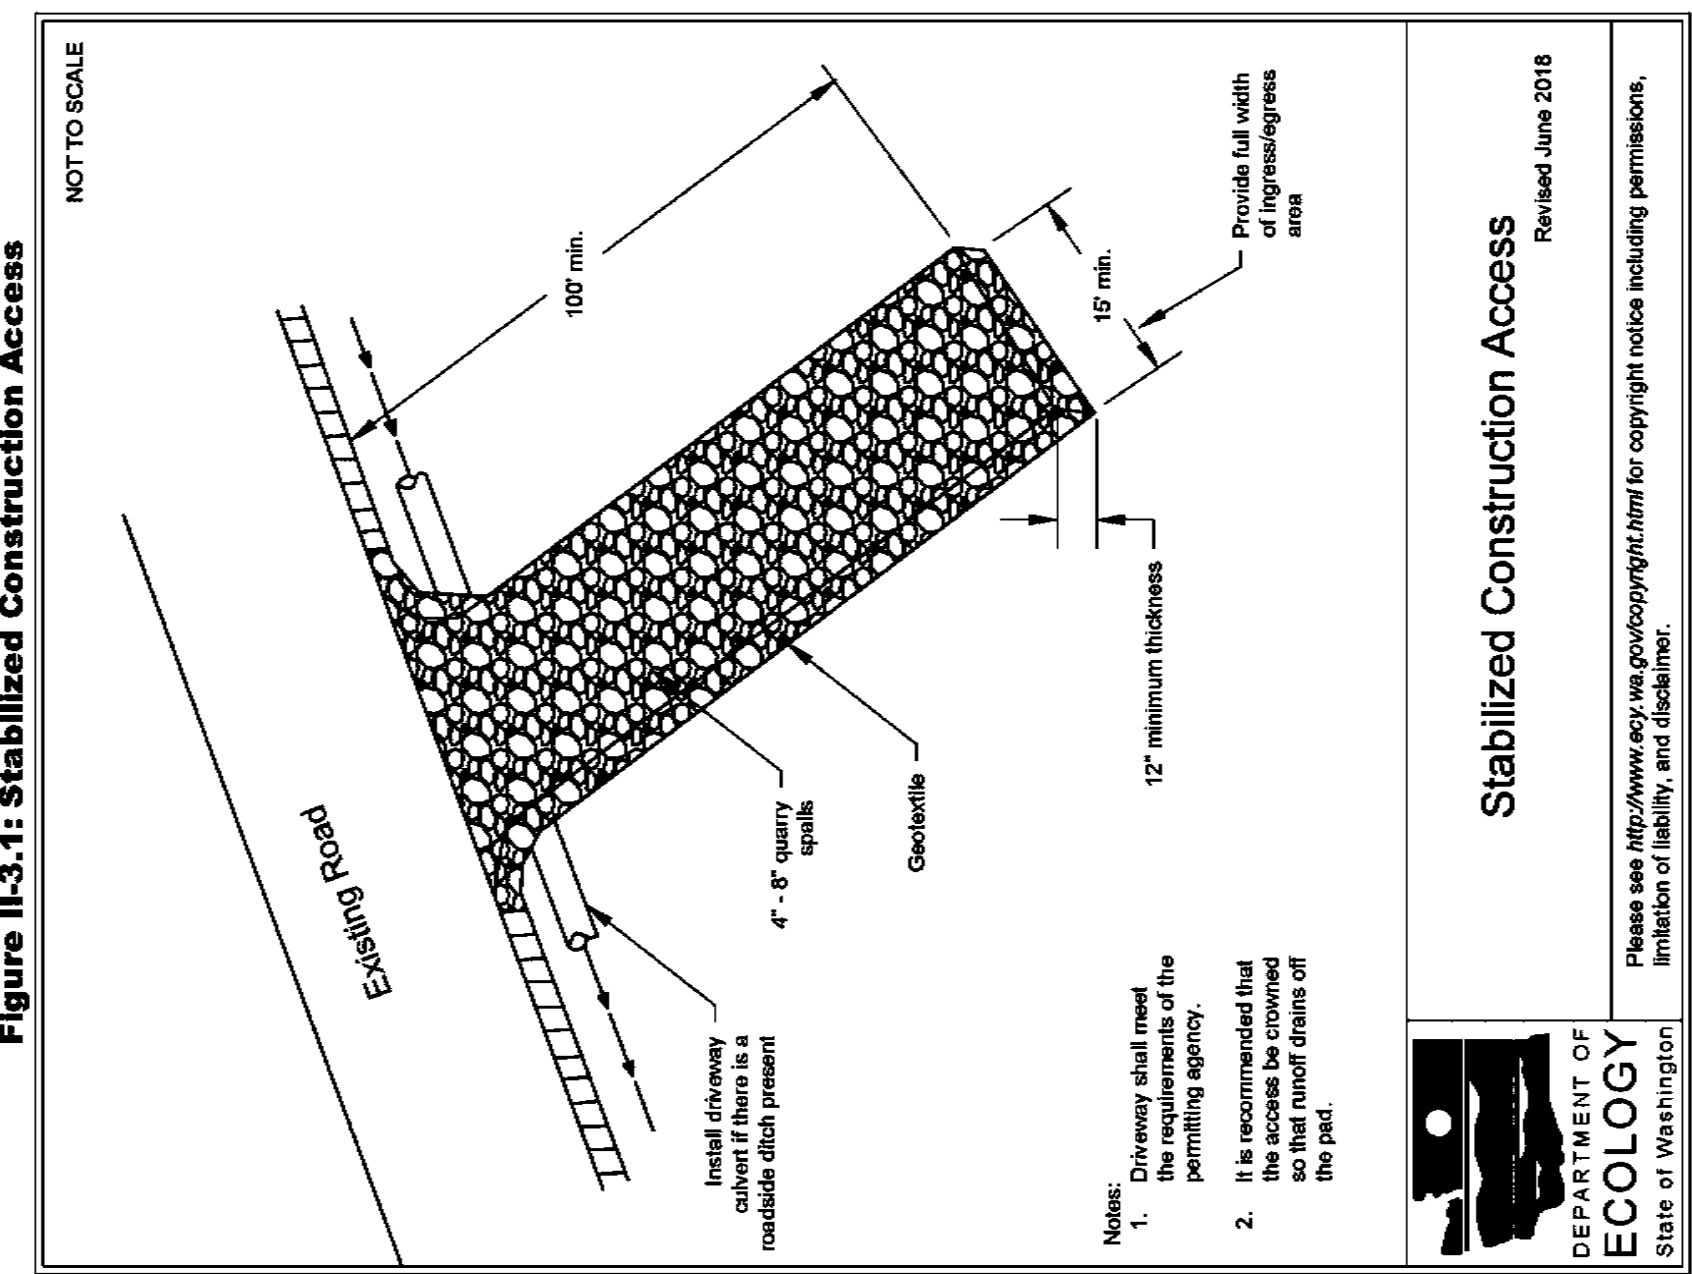 Figure II-3.1: Stabilized Construction Access
NOT TO SCALE
Existing Road
100' min.
15' min.
Provide full width
of ingress/egress
area
12" minimum thickness
4" - 8" quarry
spalls
Geotextile
Install driveway
culvert if there is a
roadside ditch present
Notes:
1. Driveway shall meet
the requirements of the
permitting agency.
2. It is recommended that
the access be crowned
so that runoff drains off
the pad.
Stabilized Construction Access
Revised June 2018
DEPARTMENT OF
ECOLOGY
State of Washington
Please see http://www.ecy.wa.gov/copyright.html for copyright notice including permissions,
limitation of liability, and disclaimer.